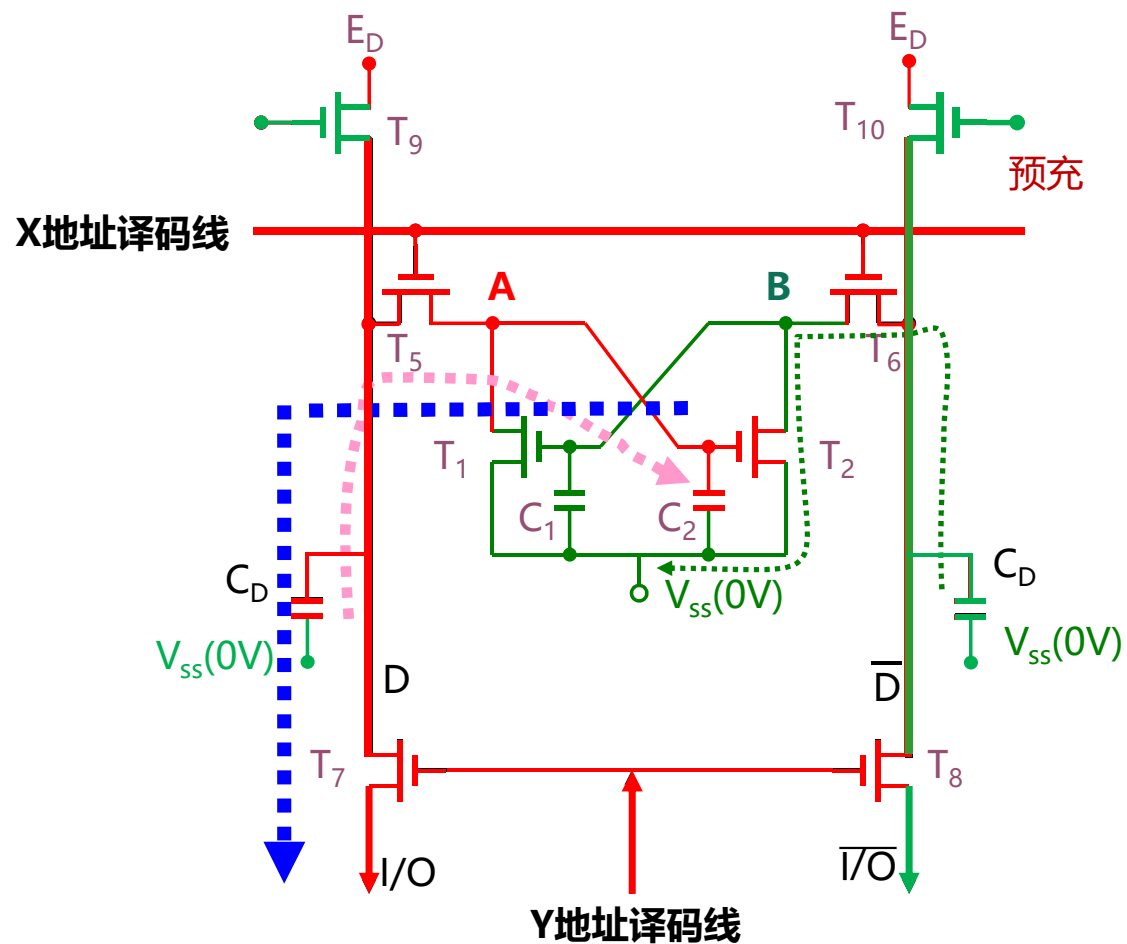 E_D
E_D
T_9
T_10
预充
X地址译码线
A
B
T_5
T_6
T_1
T_2
C_1
C_2
C_D
V_ss(0V)
C_D
V_ss(0V)
V_ss(0V)
D
D̅
T_7
T_8
I/O
I̅/̅O̅
Y地址译码线